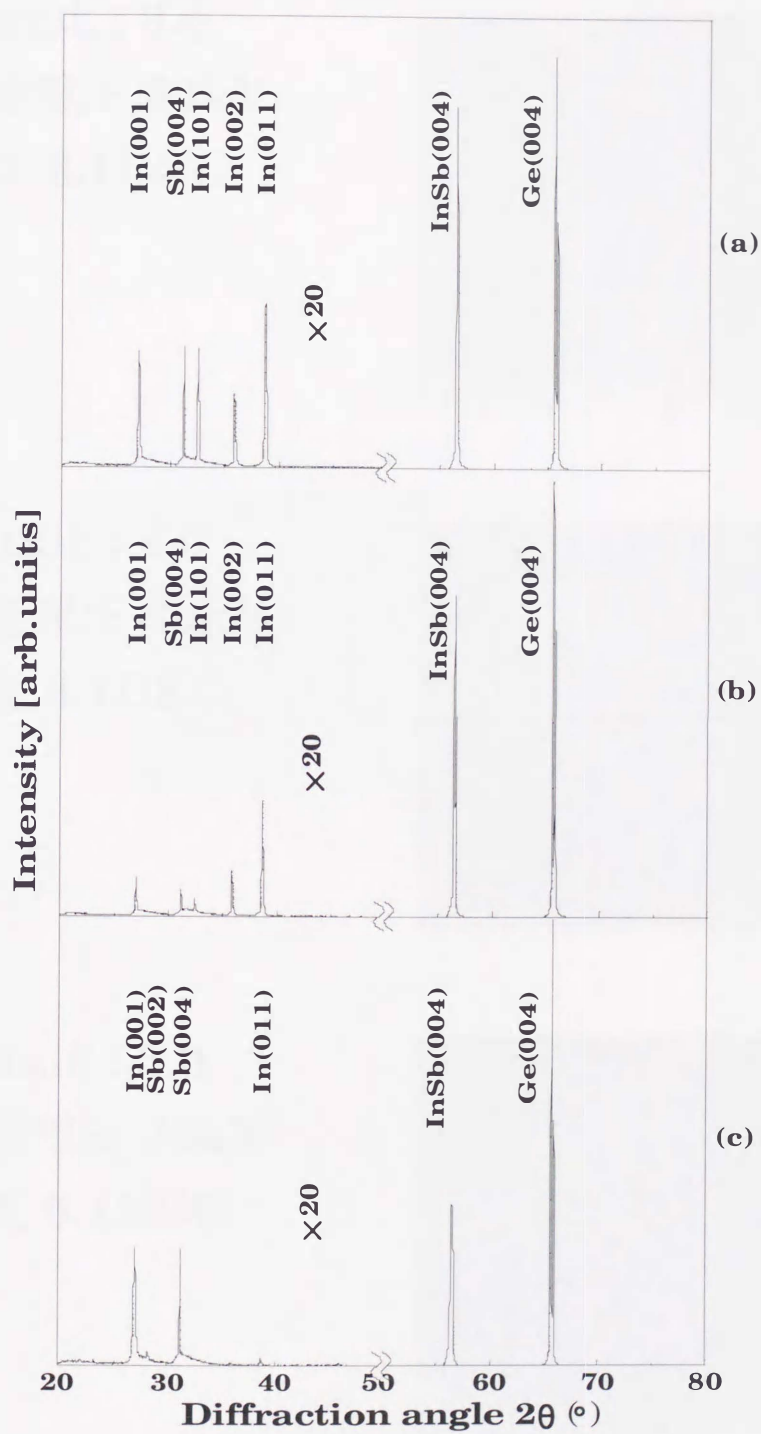 In(001)
Sb(004)
In(101)
In(002)
In(011)
×20
InSb(004)
Ge(004)
(a)
In(001)
Sb(004)
In(101)
In(002)
In(011)
×20
InSb(004)
Ge(004)
(b)
In(001)
Sb(002)
Sb(004)
In(011)
×20
InSb(004)
Ge(004)
(c)
Intensity [arb.units]
20 30 40 50 60 70 80
Diffraction angle 2θ (°)